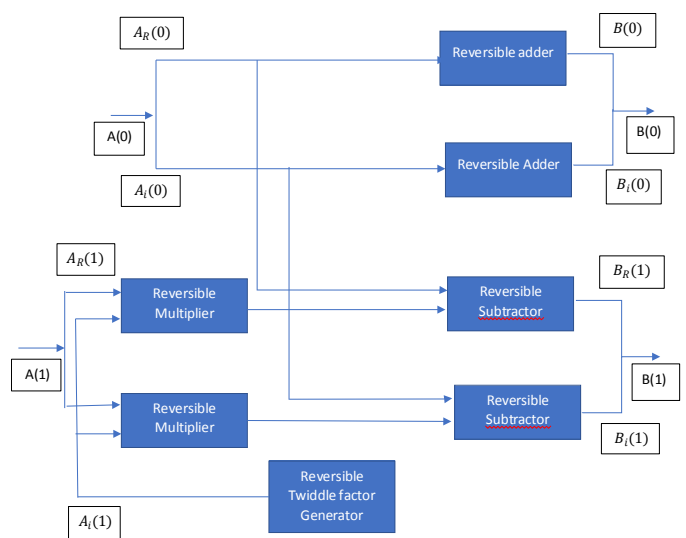 A_R(0)
B(0)
Reversible adder
A(0)
B(0)
Reversible Adder
A_i(0)
B_i(0)
A_R(1)
B_R(1)
Reversible
Multiplier
Reversible
Subtractor
A(1)
B(1)
Reversible
Multiplier
Reversible
Subtractor
B_i(1)
Reversible
Twiddle factor
Generator
A_i(1)